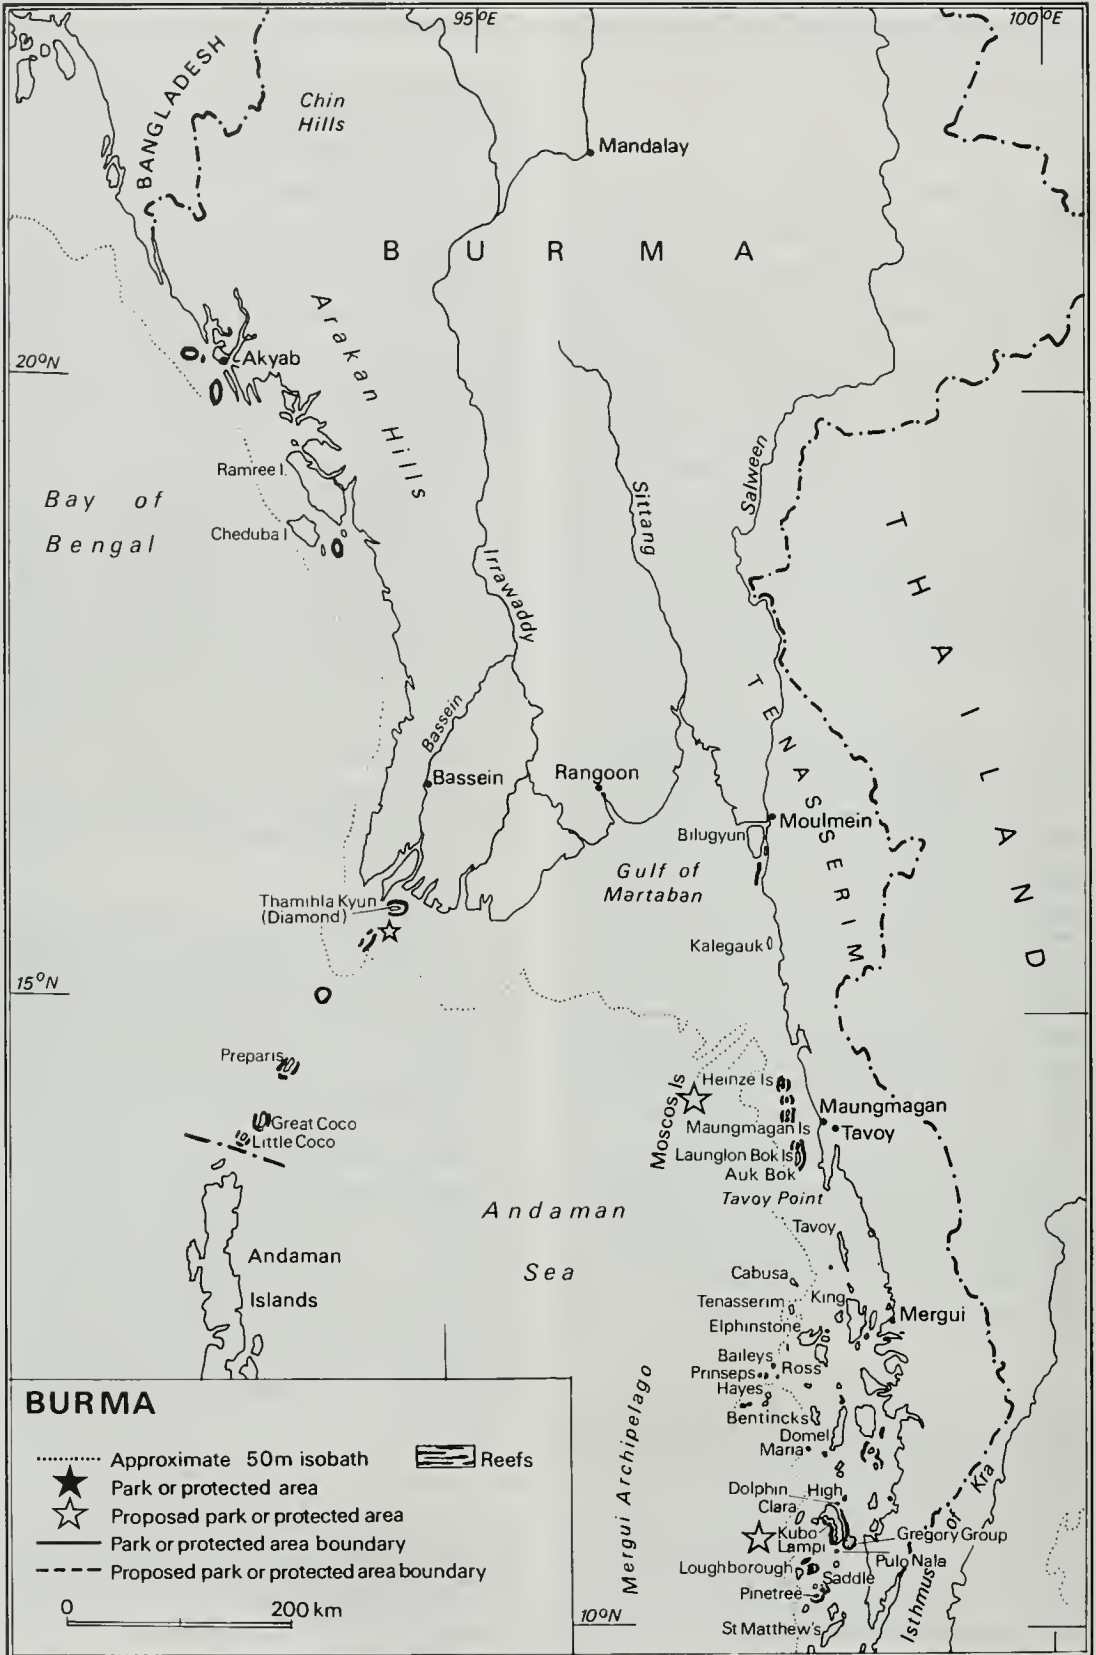 95°E
100°E
BANGLADESH
Chin
Hills
Mandalay
BURMA
Arakan Hills
20°N
Akyab
Ramree I.
Cheduba I
Bay of
Bengal
Irrawaddy
Sittang
Salween
THAILAND
TENASSERIM
Bassein
Bassein
Rangoon
Moulmein
Bilugyun
Gulf of
Martaban
Thamihla Kyun
(Diamond)
Kalegauk
15°N
Preparis
Great Coco
Little Coco
Moscos Is
Heinze Is
Maungmagan
Maungmagan Is
Tavoy
Launglon Bok Is
Auk Bok
Tavoy Point
Andaman
Sea
Tavoy
Andaman
Islands
Cabusa
Tenasserim
King
Mergui
Elphinstone
Baileys
Ross
Prinseps
Hayes
Bentincks
Domel
Maria
Mergui Archipelago
Dolphin
High
Clara
Kubo
Lampi
Gregory Group
Pulo Nala
Loughborough
Saddle
Pinetree
St Matthew's
Isthmus of Kra
10°N
BURMA
Approximate 50m isobath
Reefs
Park or protected area
Proposad park or protected area
Park or protected area boundary
Proposed park or protected area boundary
0 200 km